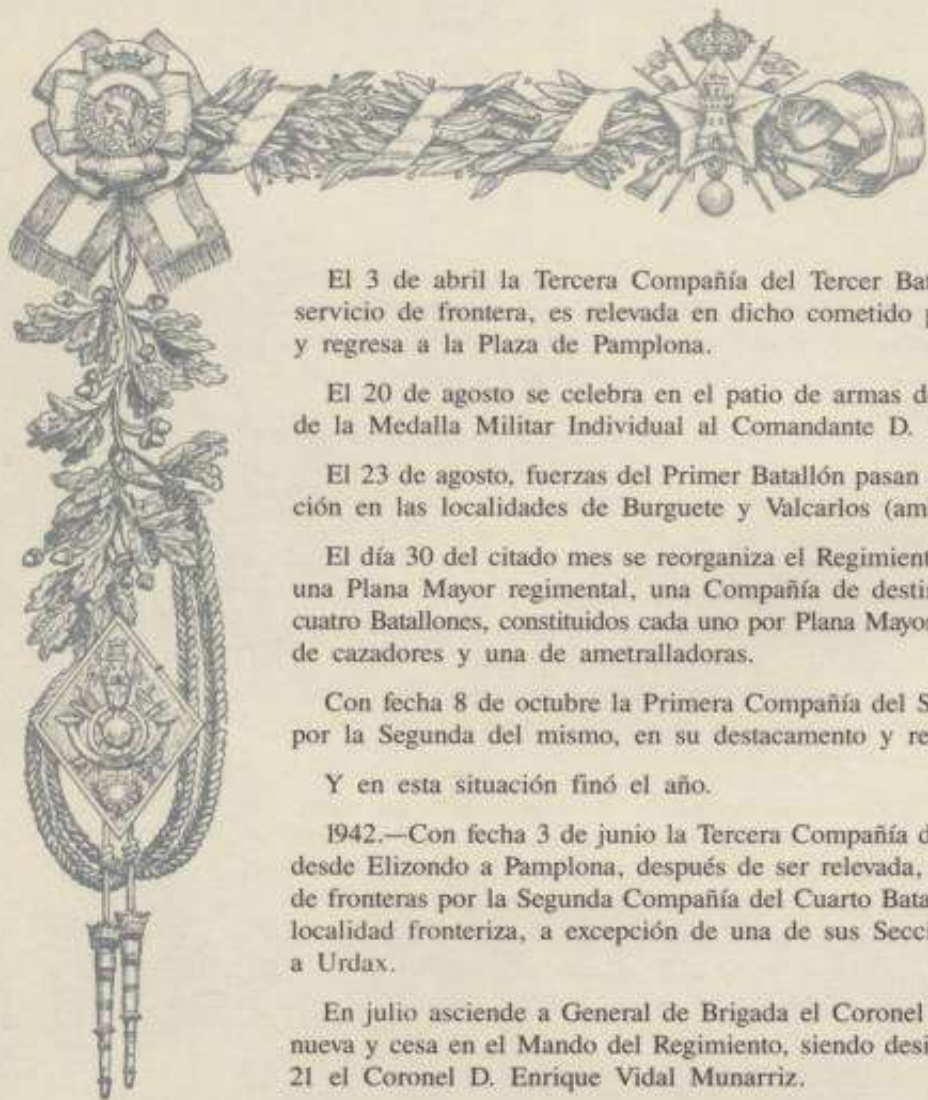 El 3 de abril la Tercera Compañía del Tercer Bat
servicio de frontera, es relevada en dicho cometido p
y regresa a la Plaza de Pamplona.
El 20 de agosto se celebra en el patio de armas d
de la Medalla Militar Individual al Comandante D.
El 23 de agosto, fuerzas del Primer Batallón pasan
ción en las localidades de Burguete y Valcarlos (am
El día 30 del citado mes se reorganiza el Regimient
una Plana Mayor regimental, una Compañía de destin
cuatro Batallones, constituidos cada uno por Plana Mayor
de cazadores y una de ametralladoras.
Con fecha 8 de octubre la Primera Compañía del S
por la Segunda del mismo, en su destacamento y re
Y en esta situación finó el año.
1942.—Con fecha 3 de junio la Tercera Compañía d
desde Elizondo a Pamplona, después de ser relevada,
de fronteras por la Segunda Compañía del Cuarto Bata
localidad fronteriza, a excepción de una de sus Secci
a Urdax.
En julio asciende a General de Brigada el Coronel
nueva y cesa en el Mando del Regimiento, siendo desi
21 el Coronel D. Enrique Vidal Munarriz.